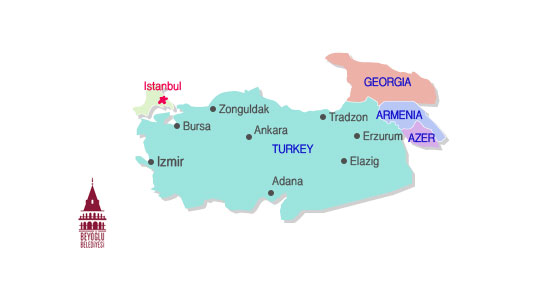 GEORGIA
Istanbul
Zonguldak
Tradzon
ARMENIA
Bursa
Ankara
Erzurum
AZER
TURKEY
Izmir
Elazig
Adana
BEYOĞLU
BELEDİYESİ